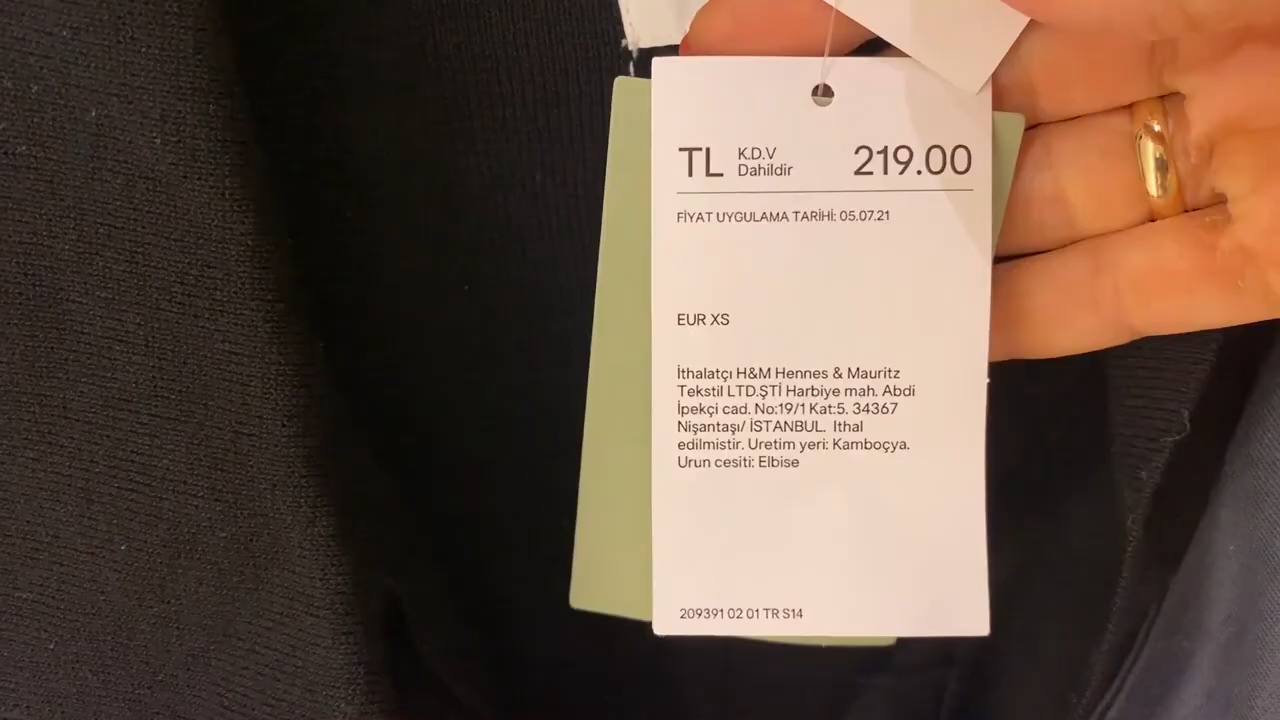 TL K.D.V Dahildir 219.00
FİYAT UYGULAMA TARİHİ: 05.07.21
EUR XS
İthalatçı H&M Hennes & Mauritz
Tekstil LTD.ŞTİ Harbiye mah. Abdi
İpekçi cad. No:19/1 Kat:5. 34367
Nişantaşı/ İSTANBUL. Ithal
edilmistir. Uretim yeri: Kamboçya.
Urun cesiti: Elbise
209391 02 01 TR S14